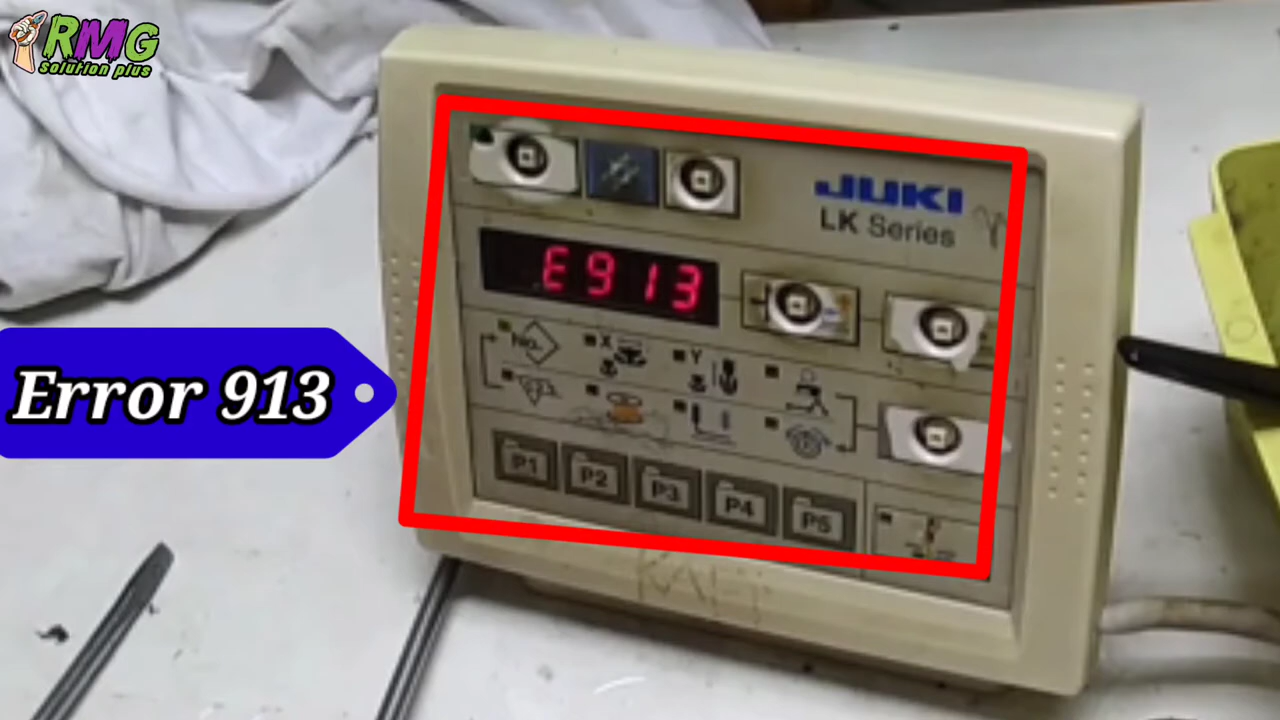 RMG
solution plus
JUKI
LK Series
E913
No.
X
Y
Error 913
P1
P2
P3
P4
P5